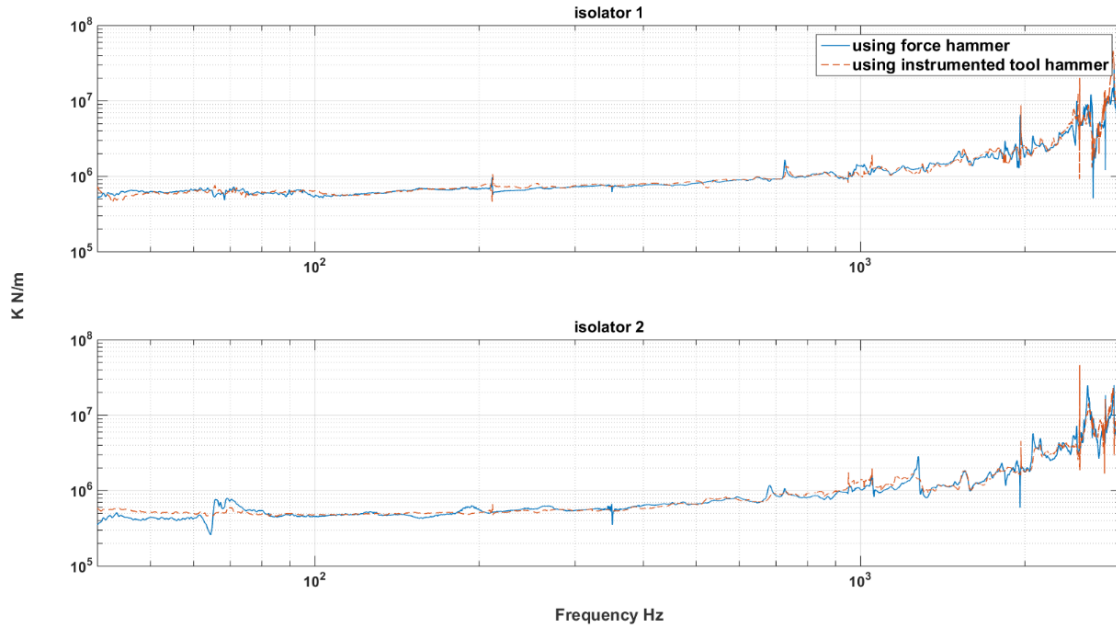 isolator 1
using force hammer
using instrumented tool hammer
10^8
10^7
10^6
10^5
10^2
10^3
K N/m
isolator 2
10^8
10^7
10^6
10^5
10^2
10^3
Frequency Hz